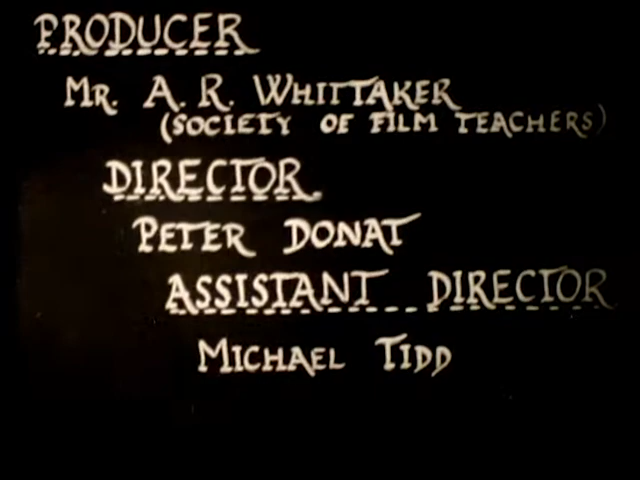 PRODUCER
MR. A. R. WHITTAKER
(SOCIETY OF FILM TEACHERS)
DIRECTOR
PETER DONAT
ASSISTANT DIRECTOR
MICHAEL TIDD